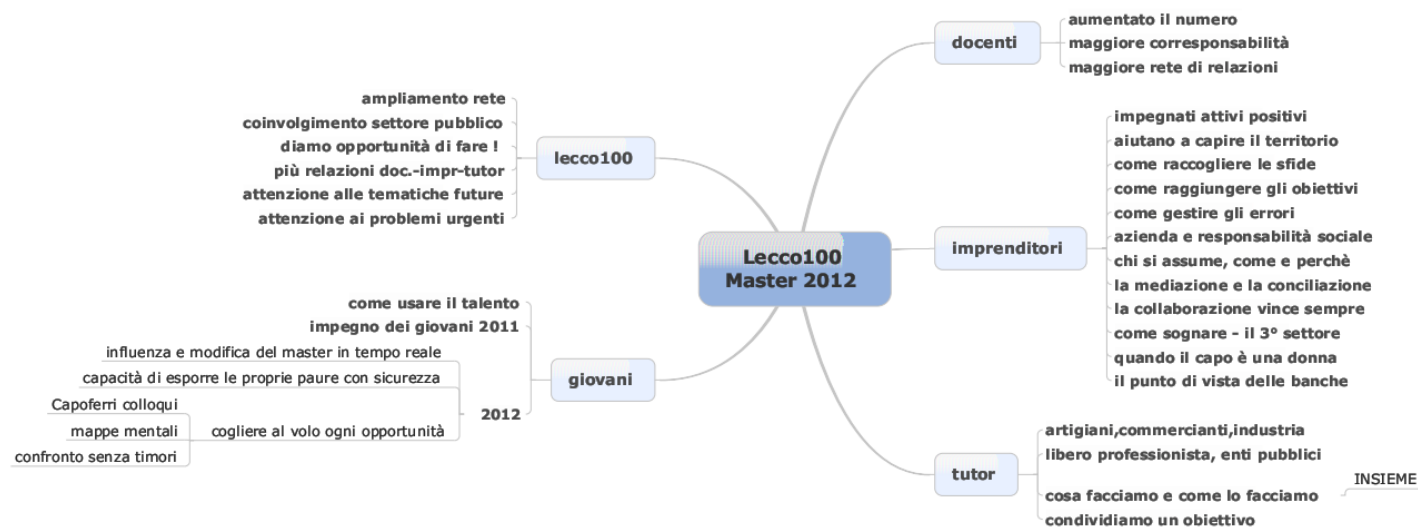 Lecco100
Master 2012
docenti
aumentato il numero
maggiore corresponsabilità
maggiore rete di relazioni
imprenditori
impegnati attivi positivi
aiutano a capire il territorio
come raccogliere le sfide
come raggiungere gli obiettivi
come gestire gli errori
azienda e responsabilità sociale
chi si assume, come e perchè
la mediazione e la conciliazione
la collaborazione vince sempre
come sognare - il 3° settore
quando il capo è una donna
il punto di vista delle banche
tutor
artigiani,commercianti,industria
libero professionista, enti pubblici
cosa facciamo e come lo facciamo
INSIEME
condividiamo un obiettivo
lecco100
ampliamento rete
coinvolgimento settore pubblico
diamo opportunità di fare !
più relazioni doc.-impr-tutor
attenzione alle tematiche future
attenzione ai problemi urgenti
giovani
come usare il talento
impegno dei giovani 2011
2012
influenza e modifica del master in tempo reale
capacità di esporre le proprie paure con sicurezza
cogliere al volo ogni opportunità
Capoferri colloqui
mappe mentali
confronto senza timori